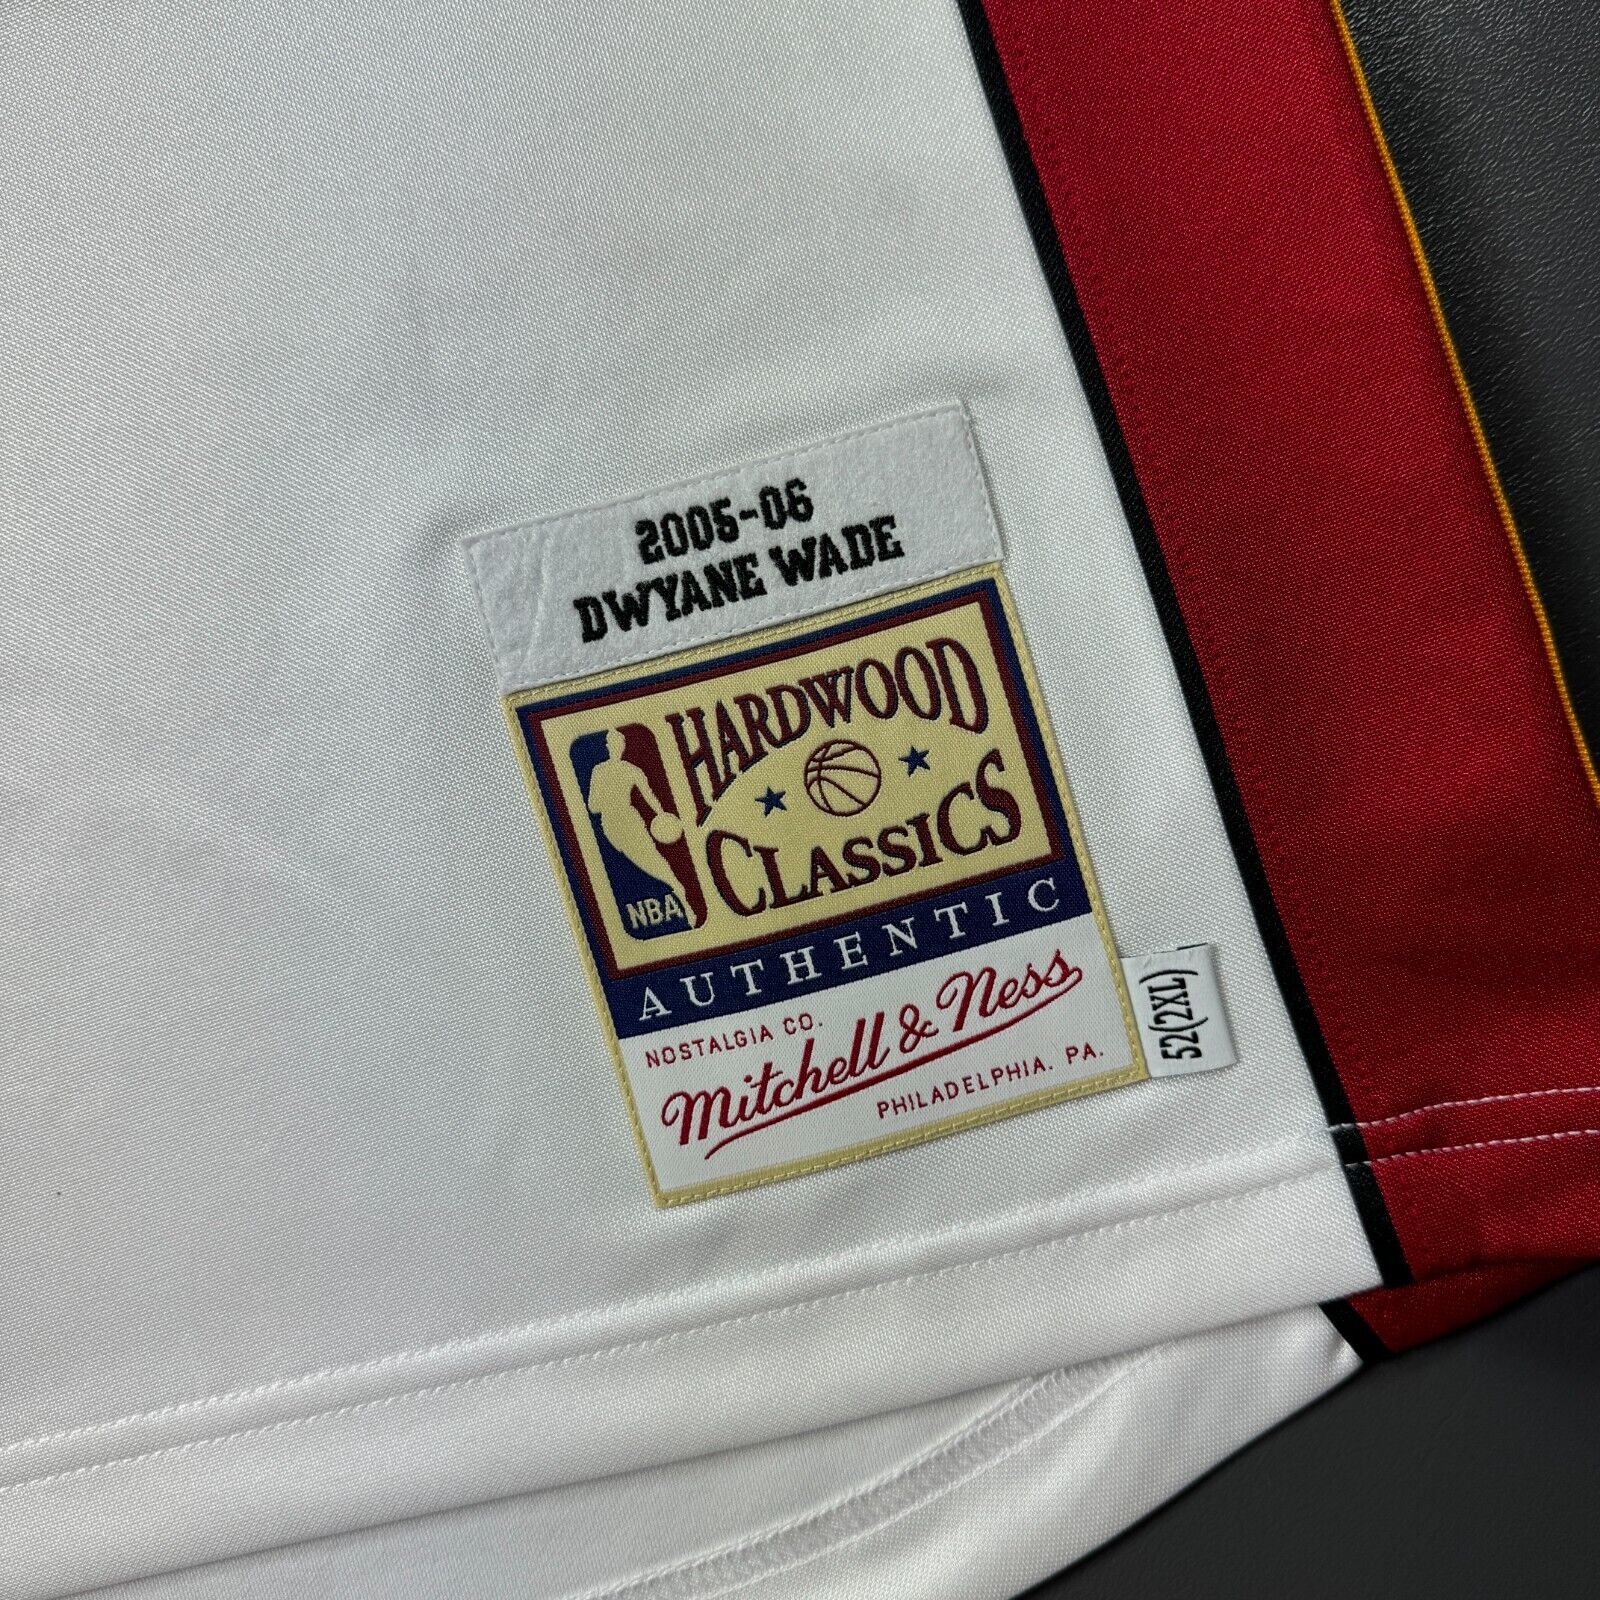 2005-06
DWYANE WADE
HARDWOOD
CLASSICS
NBA
AUTHENTIC
NOSTALGIA CO.
Mitchell & Ness
PHILADELPHIA. PA.
52(2XL)